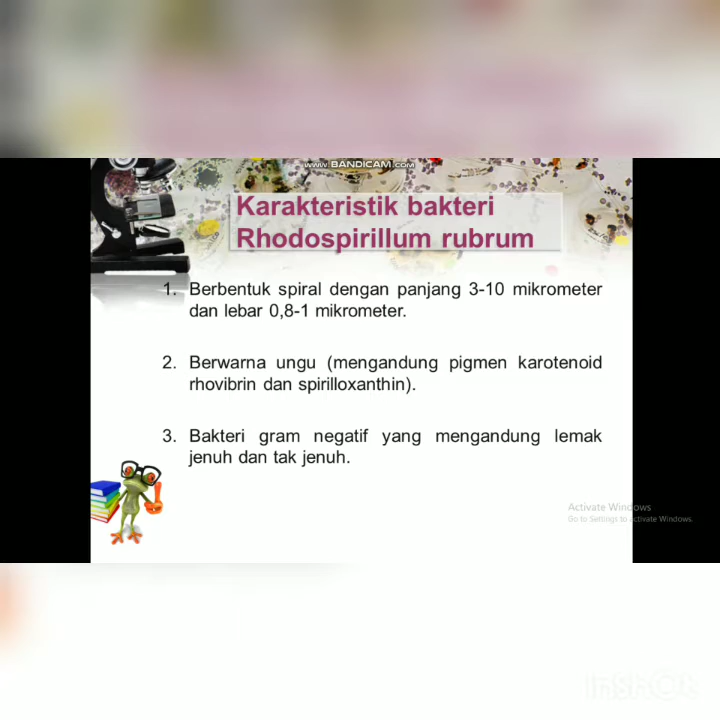 www.BANDICAM.com
Karakteristik bakteri
Rhodospirillum rubrum
1. Berbentuk spiral dengan panjang 3-10 mikrometer
dan lebar 0,8-1 mikrometer.
2. Berwarna ungu (mengandung pigmen karotenoid
rhovibrin dan spirilloxanthin).
3. Bakteri gram negatif yang mengandung lemak
jenuh dan tak jenuh.
Activate Windows
Go to Settings to activate Windows.